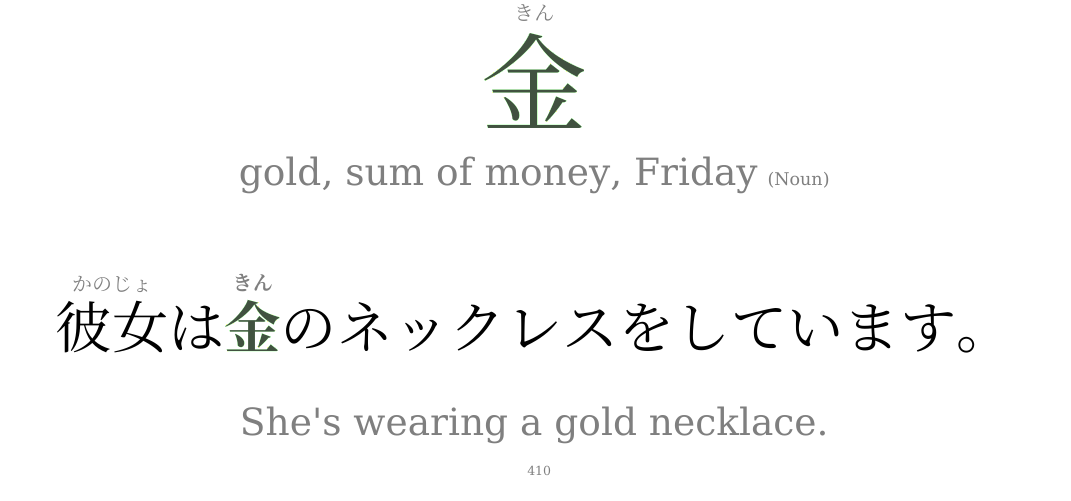 きん
金
gold, sum of money, Friday (Noun)
かのじょ きん
彼女は金のネックレスをしています。
She's wearing a gold necklace.
410